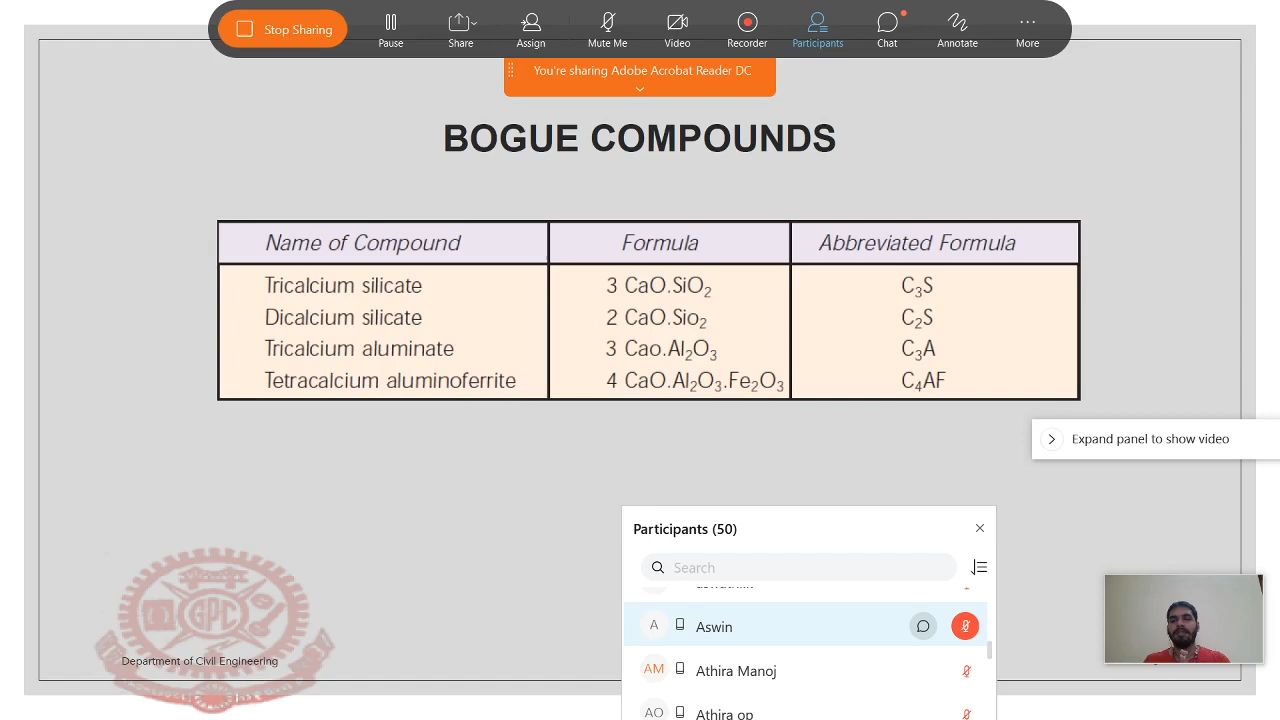 Stop Sharing
Pause
Share
Assign
Mute Me
Video
Recorder
Participants
Chat
Annotate
More
You're sharing Adobe Acrobat Reader DC
BOGUE COMPOUNDS
Name of Compound Formula Abbreviated Formula
Tricalcium silicate 3 CaO.SiO₂ C₃S
Dicalcium silicate 2 CaO.Sio₂ C₂S
Tricalcium aluminate 3 Cao.Al₂O₃ C₃A
Tetracalcium aluminoferrite 4 CaO.Al₂O₃.Fe₂O₃ C₄AF
Expand panel to show video
Participants (50)
Search
A Aswin
AM Athira Manoj
AO Athira op
GPC
Department of Civil Engineering